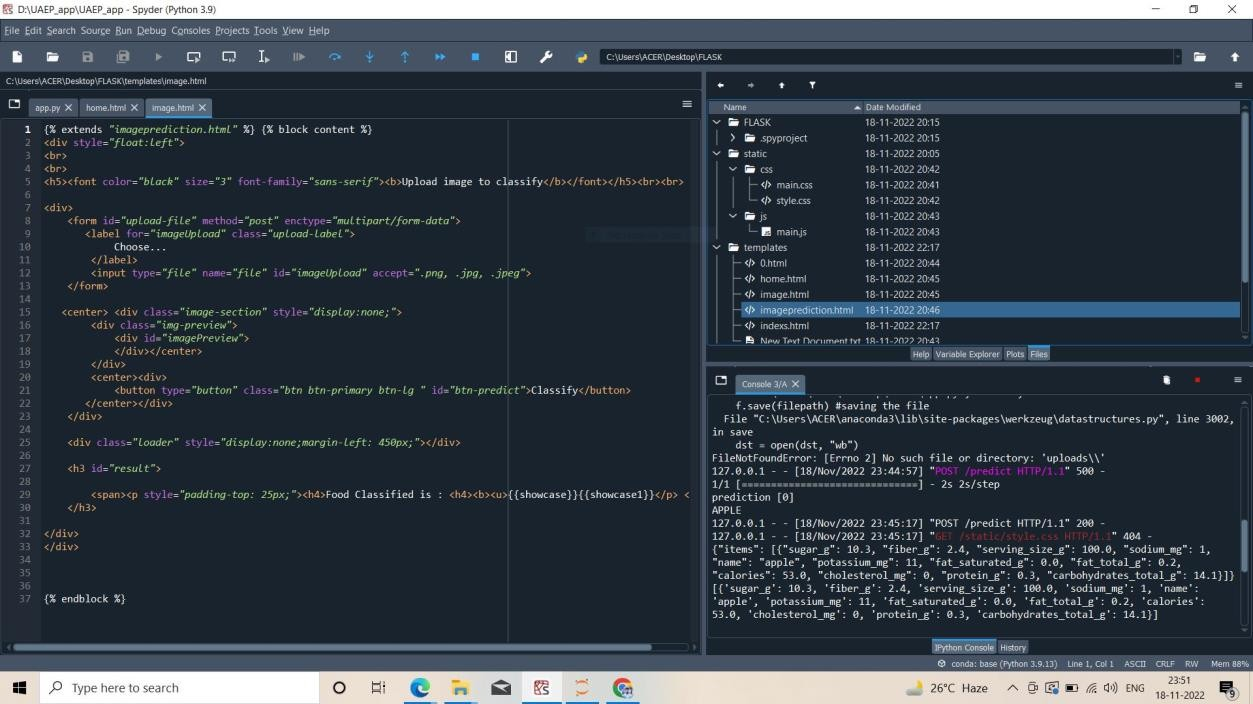 D:\UAEP_app\UAEP_app - Spyder (Python 3.9)
File Edit Search Source Run Debug Consoles Projects Tools View Help
C:\Users\ACER\Desktop\FLASK
C:\Users\ACER\Desktop\FLASK\templates\image.html
app.py home.html image.html
1 {% extends "imageprediction.html" %} {% block content %}
2 <div style="float:left">
3 <br>
4 <br>
5 <h5><font color="black" size="3" font-family="sans-serif"><b>Upload image to classify</b></font></h5><br><br>
6
7 <div>
8 <form id="upload-file" method="post" enctype="multipart/form-data">
9 <label for="imageUpload" class="upload-label">
10 Choose...
11 </label>
12 <input type="file" name="file" id="imageUpload" accept=".png, .jpg, .jpeg">
13 </form>
14
15 <center> <div class="image-section" style="display:none;">
16 <div class="img-preview">
17 <div id="imagePreview">
18 </div></center>
19 </div>
20 <center><div>
21 <button type="button" class="btn btn-primary btn-lg " id="btn-predict">Classify</button>
22 </center></div>
23 </div>
24
25 <div class="loader" style="display:none;margin-left: 450px;"></div>
26
27 <h3 id="result">
28
29 <span><p style="padding-top: 25px;"><h4>Food Classified is : <h4><b><u>{{showcase}}{{showcase1}}</p> <
30 </h3>
31
32 </div>
33 </div>
34
35
36
37 {% endblock %}
Name Date Modified
FLASK 18-11-2022 20:15
.spyproject 18-11-2022 20:15
static 18-11-2022 20:05
css 18-11-2022 20:42
main.css 18-11-2022 20:41
style.css 18-11-2022 20:42
js 18-11-2022 20:43
main.js 18-11-2022 20:43
templates 18-11-2022 22:17
0.html 18-11-2022 20:44
home.html 18-11-2022 20:45
image.html 18-11-2022 20:45
imageprediction.html 18-11-2022 20:46
indexs.html 18-11-2022 22:17
New Text Document.txt 18-11-2022 20:43
Help Variable Explorer Plots Files
Console 3/A
f.save(filepath) #saving the file
File "C:\Users\ACER\anaconda3\lib\site-packages\werkzeug\datastructures.py", line 3002,
in save
dst = open(dst, "wb")
FileNotFoundError: [Errno 2] No such file or directory: 'uploads\\'
127.0.0.1 - - [18/Nov/2022 23:44:57] "POST /predict HTTP/1.1" 500 -
1/1 [==============================] - 2s 2s/step
prediction [0]
APPLE
127.0.0.1 - - [18/Nov/2022 23:45:17] "POST /predict HTTP/1.1" 200 -
127.0.0.1 - - [18/Nov/2022 23:45:17] "GET /static/style.css HTTP/1.1" 404 -
{"items": [{"sugar_g": 10.3, "fiber_g": 2.4, "serving_size_g": 100.0, "sodium_mg": 1,
"name": "apple", "potassium_mg": 11, "fat_saturated_g": 0.0, "fat_total_g": 0.2,
"calories": 53.0, "cholesterol_mg": 0, "protein_g": 0.3, "carbohydrates_total_g": 14.1}]}
[{'sugar_g': 10.3, 'fiber_g': 2.4, 'serving_size_g': 100.0, 'sodium_mg': 1, 'name':
'apple', 'potassium_mg': 11, 'fat_saturated_g': 0.0, 'fat_total_g': 0.2, 'calories':
53.0, 'cholesterol_mg': 0, 'protein_g': 0.3, 'carbohydrates_total_g': 14.1}]
IPython Console History
conda: base (Python 3.9.13) Line 1, Col 1 ASCII CRLF RW Mem 88%
Type here to search
26°C Haze
ENG
23:51
18-11-2022
9